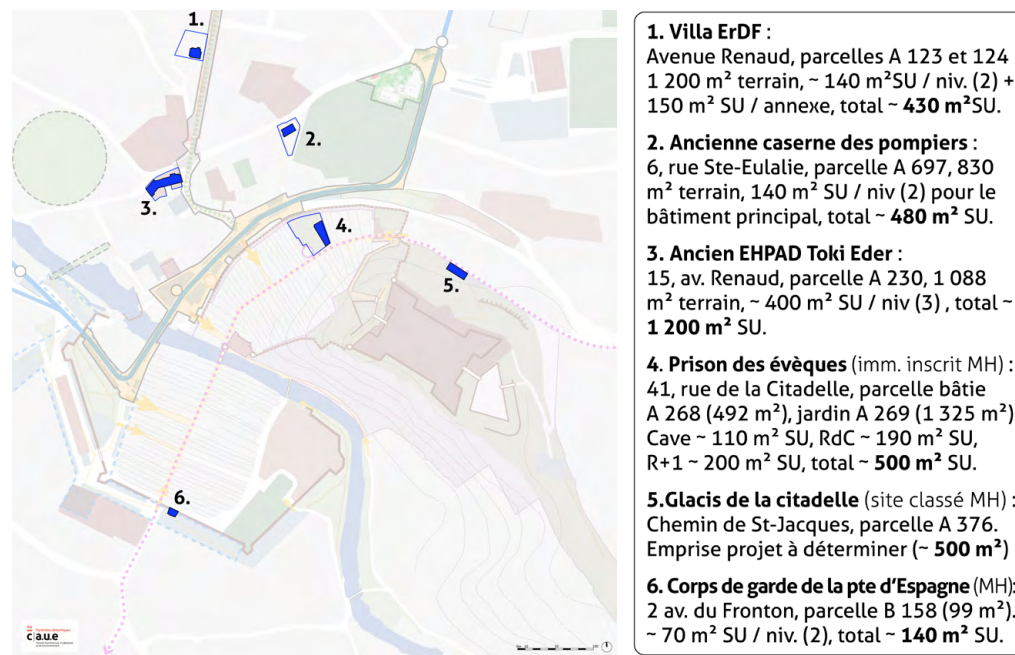 1.
2.
3.
4.
5.
6.
c|a.u.e
1. Villa ErDF :
Avenue Renaud, parcelles A 123 et 124
1 200 m² terrain, ~ 140 m²SU / niv. (2) +
150 m² SU / annexe, total ~ 430 m²SU.
2. Ancienne caserne des pompiers :
6, rue Ste-Eulalie, parcelle A 697, 830
m² terrain, 140 m² SU / niv (2) pour le
bâtiment principal, total ~ 480 m² SU.
3. Ancien EHPAD Toki Eder :
15, av. Renaud, parcelle A 230, 1 088
m² terrain, ~ 400 m² SU / niv (3) , total ~
1 200 m² SU.
4. Prison des évèques (imm. inscrit MH) :
41, rue de la Citadelle, parcelle bâtie
A 268 (492 m²), jardin A 269 (1 325 m²)
Cave ~ 110 m² SU, RdC ~ 190 m² SU,
R+1 ~ 200 m² SU, total ~ 500 m² SU.
5.Glacis de la citadelle (site classé MH) :
Chemin de St-Jacques, parcelle A 376.
Emprise projet à déterminer (~ 500 m²)
6. Corps de garde de la pte d'Espagne (MH):
2 av. du Fronton, parcelle B 158 (99 m²).
~ 70 m² SU / niv. (2), total ~ 140 m² SU.